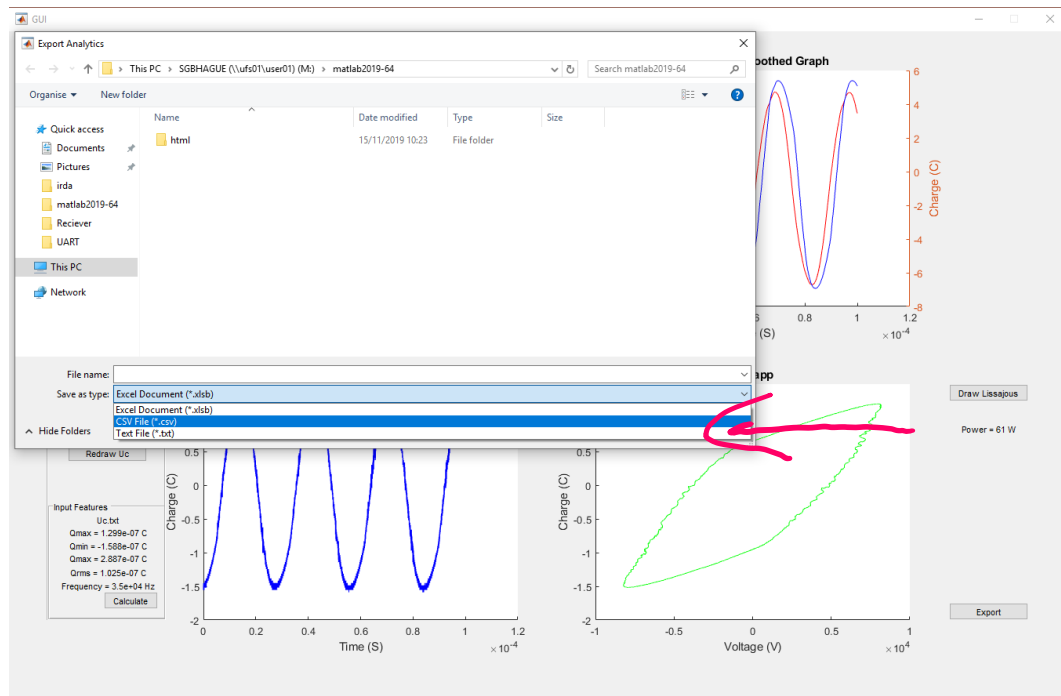 GUI
Export Analytics
This PC > SGBHAGUE (\\ufs01\user01) (M:) > matlab2019-64
Search matlab2019-64
Organise
New folder
Name
Date modified
Type
Size
Quick access
Documents
Pictures
irda
matlab2019-64
Reciever
UART
This PC
Network
html
15/11/2019 10:23
File folder
File name:
Save as type:
Excel Document (*.xlsb)
Excel Document (*.xlsb)
CSV File (*.csv)
Text File (*.txt)
Hide Folders
oothed Graph
6
4
2
0
-2
-4
-6
-8
Charge (C)
0.8
1
1.2
(S)
×10-4
app
Draw Lissajous
Power = 61 W
Export
Redraw Uc
Input Features
Uc.txt
Qmax = 1.299e-07 C
Qmin = -1.588e-07 C
Qmax = 2.887e-07 C
Qrms = 1.025e-07 C
Frequency = 3.5e+04 Hz
Calculate
Charge (C)
0.5
0
-0.5
-1
-1.5
-2
0
0.2
0.4
0.6
0.8
1
1.2
Time (S)
×10-4
Charge (C)
0.5
0
-0.5
-1
-1.5
-2
-1
-0.5
0
0.5
1
Voltage (V)
×104